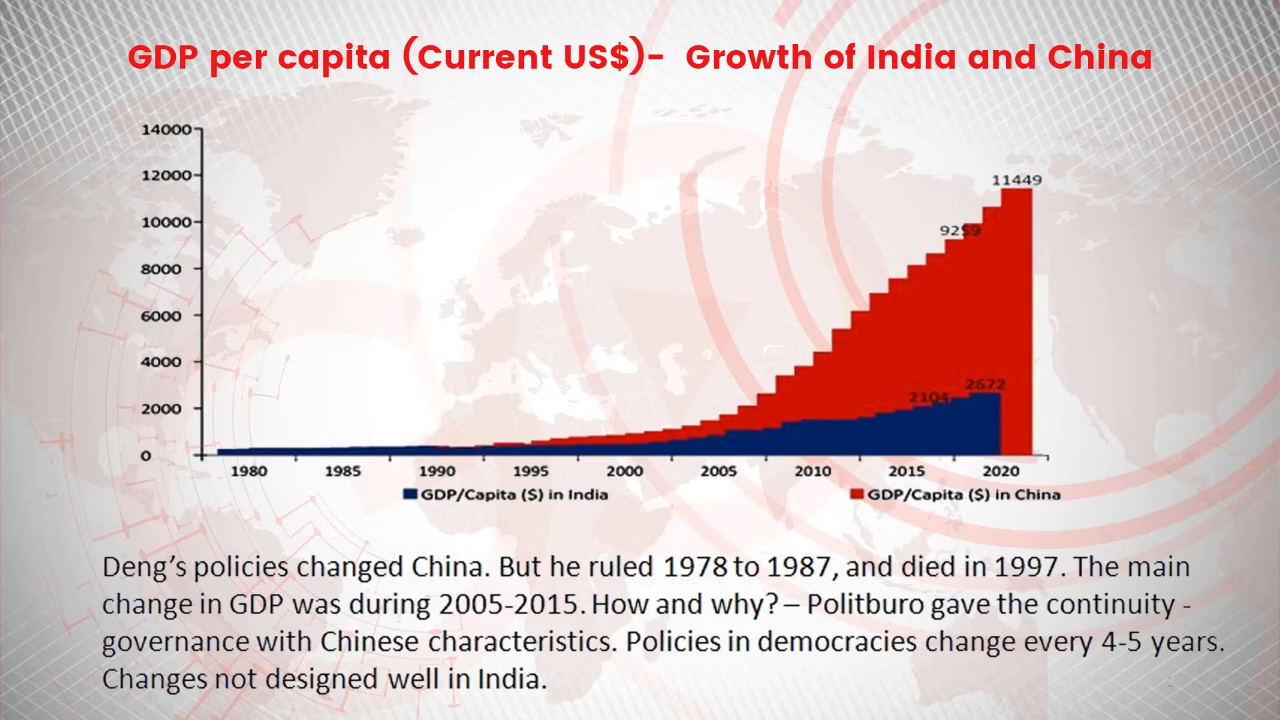 GDP per capita (Current US$)- Growth of India and China
14000
12000
10000
8000
6000
4000
2000
0
11449
9259
2672
2104
1980 1985 1990 1995 2000 2005 2010 2015 2020
GDP/Capita ($) in India GDP/Capita ($) in China
Deng's policies changed China. But he ruled 1978 to 1987, and died in 1997. The main
change in GDP was during 2005-2015. How and why? – Politburo gave the continuity -
governance with Chinese characteristics. Policies in democracies change every 4-5 years.
Changes not designed well in India.